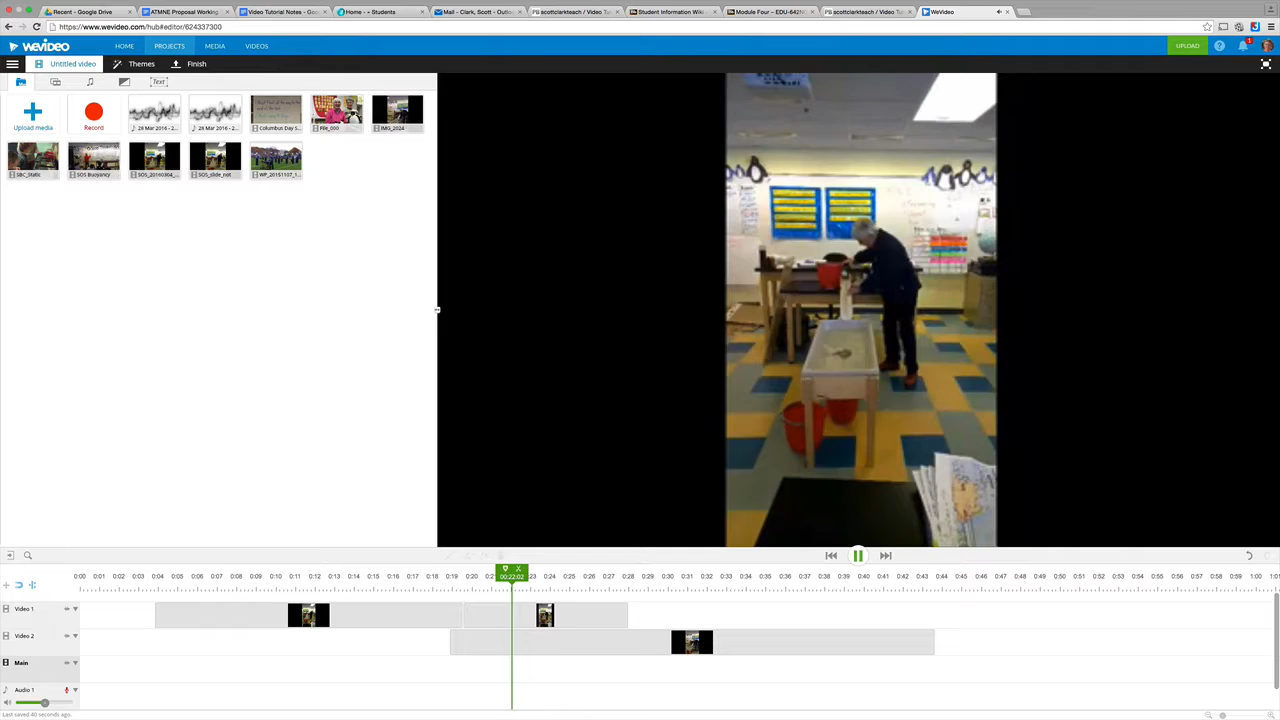 Recent - Google Drive
ATMNE Proposal Working
Video Tutorial Notes - Goo
Home - ~ Students
Mail - Clark, Scott - Outlo
scottclarkteach / Video Tut
Student Information Wiki -
Module Four - EDU-642N
scottclarkteach / Video Tut
WeVideo
https://www.wevideo.com/hub#editor/624337300
WEVIDEO
HOME
PROJECTS
MEDIA
VIDEOS
UPLOAD
1
Untitled video
Themes
Finish
Text
Upload media
Record
28 Mar 2016 - 2...
28 Mar 2016 - 2...
Columbus Day S...
File_000
IMG_2024
SBC_Static
SOS Buoyancy
SOS_20160304_...
SOS_slide_not
WP_20151107_1...
0:00 0:01 0:02 0:03 0:04 0:05 0:06 0:07 0:08 0:09 0:10 0:11 0:12 0:13 0:14 0:15 0:16 0:17 0:18 0:19 0:20 00:22:02 0:24 0:25 0:26 0:27 0:28 0:29 0:30 0:31 0:32 0:33 0:34 0:35 0:36 0:37 0:38 0:39 0:40 0:41 0:42 0:43 0:44 0:45 0:46 0:47 0:48 0:49 0:50 0:51 0:52 0:53 0:54 0:55 0:56 0:57 0:58 0:59 1:00
Video 1
Video 2
Main
Audio 1
Last saved 40 seconds ago.